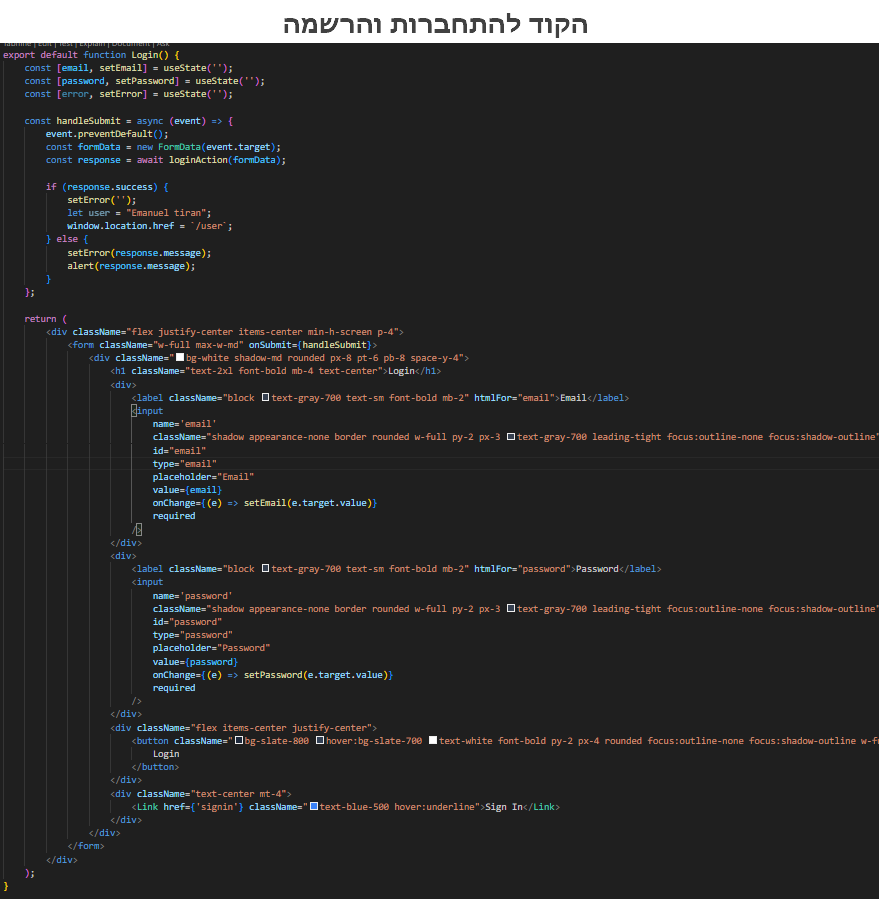 הקוד להתחברות והרשמה
export default function Login() {
const [email, setEmail] = useState('');
const [password, setPassword] = useState('');
const [error, setError] = useState('');
const handleSubmit = async (event) => {
event.preventDefault();
const formData = new FormData(event.target);
const response = await loginAction(formData);
if (response.success) {
setError('');
let user = "Emanuel tiran";
window.location.href = `/user`;
} else {
setError(response.message);
alert(response.message);
}
};
return (
<div className="flex justify-center items-center min-h-screen p-4">
<form className="w-full max-w-md" onSubmit={handleSubmit}>
<div className="bg-white shadow-md rounded px-8 pt-6 pb-8 space-y-4">
<h1 className="text-2xl font-bold mb-4 text-center">Login</h1>
<div>
<label className="block text-gray-700 text-sm font-bold mb-2" htmlFor="email">Email</label>
<input
name='email'
className="shadow appearance-none border rounded w-full py-2 px-3 text-gray-700 leading-tight focus:outline-none focus:shadow-outline"
id="email"
type="email"
placeholder="Email"
value={email}
onChange={(e) => setEmail(e.target.value)}
required
/>
</div>
<div>
<label className="block text-gray-700 text-sm font-bold mb-2" htmlFor="password">Password</label>
<input
name='password'
className="shadow appearance-none border rounded w-full py-2 px-3 text-gray-700 leading-tight focus:outline-none focus:shadow-outline"
id="password"
type="password"
placeholder="Password"
value={password}
onChange={(e) => setPassword(e.target.value)}
required
/>
</div>
<div className="flex items-center justify-center">
<button className="bg-slate-800 hover:bg-slate-700 text-white font-bold py-2 px-4 rounded focus:outline-none focus:shadow-outline
Login
</button>
</div>
<div className="text-center mt-4">
<Link href={'signin'} className="text-blue-500 hover:underline">Sign In</Link>
</div>
</div>
</form>
</div>
);
}